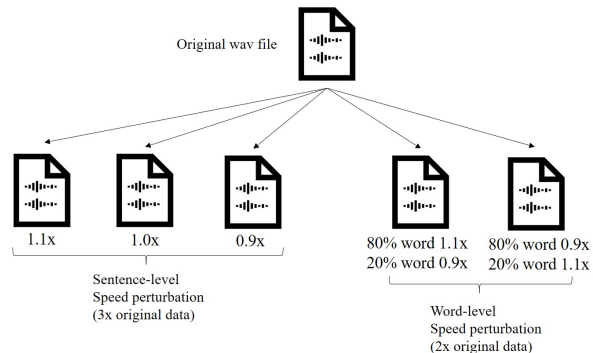 Original wav file
1.1x
1.0x
0.9x
80% word 1.1x
20% word 0.9x
80% word 0.9x
20% word 1.1x
Sentence-level
Speed perturbation
(3x original data)
Word-level
Speed perturbation
(2x original data)